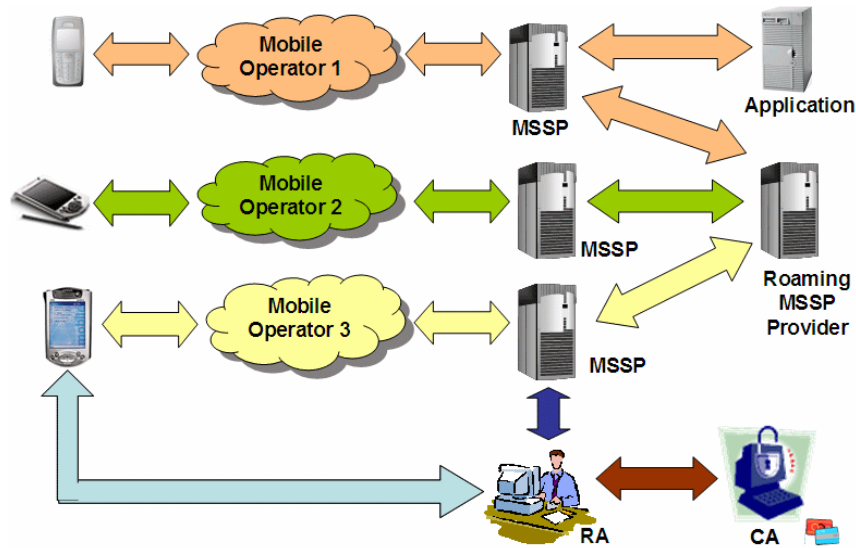 Mobile
Operator 1
MSSP
Application
Mobile
Operator 2
MSSP
Roaming
MSSP
Provider
Mobile
Operator 3
MSSP
RA
CA